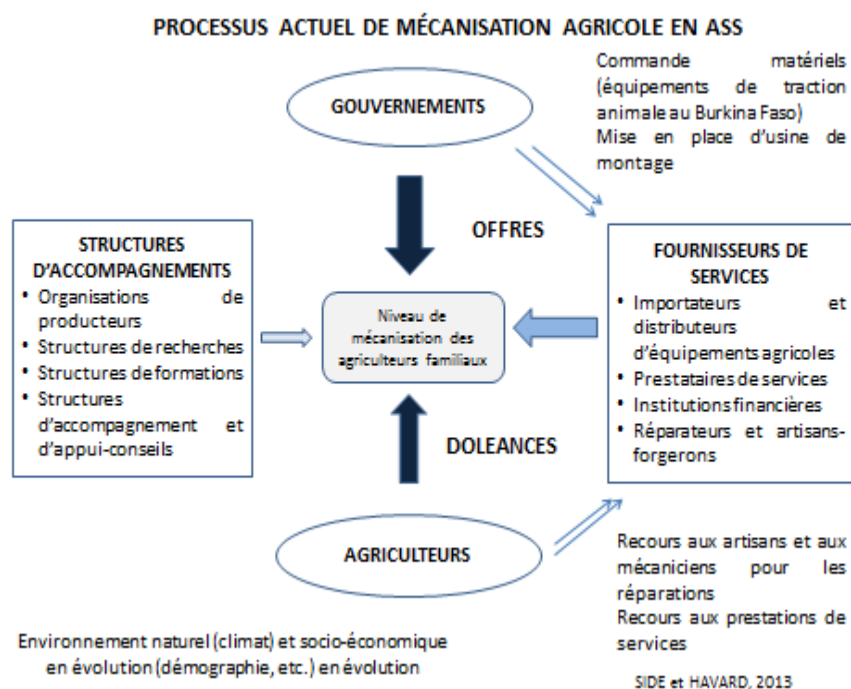 PROCESSUS ACTUEL DE MÉCANISATION AGRICOLE EN ASS
GOUVERNEMENTS
Commande matériels
(équipements de traction
animale au Burkina Faso)
Mise en place d'usine de
montage
OFFRES
STRUCTURES
D'ACCOMPAGNEMENTS
• Organisations de
producteurs
• Structures de recherches
• Structures de formations
• Structures
d'accompagnement et
d'appui-conseils
Niveau de
mécanisation des
agriculteurs familiaux
FOURNISSEURS DE
SERVICES
• Importateurs et
distributeurs
d'équipements agricoles
• Prestataires de services
• Institutions financières
• Réparateurs et artisans-
forgerons
DOLEANCES
AGRICULTEURS
Recours aux artisans et aux
mécaniciens pour les
réparations
Recours aux prestations de
services
Environnement naturel (climat) et socio-économique
en évolution (démographie, etc.) en évolution
SIDE et HAVARD, 2013